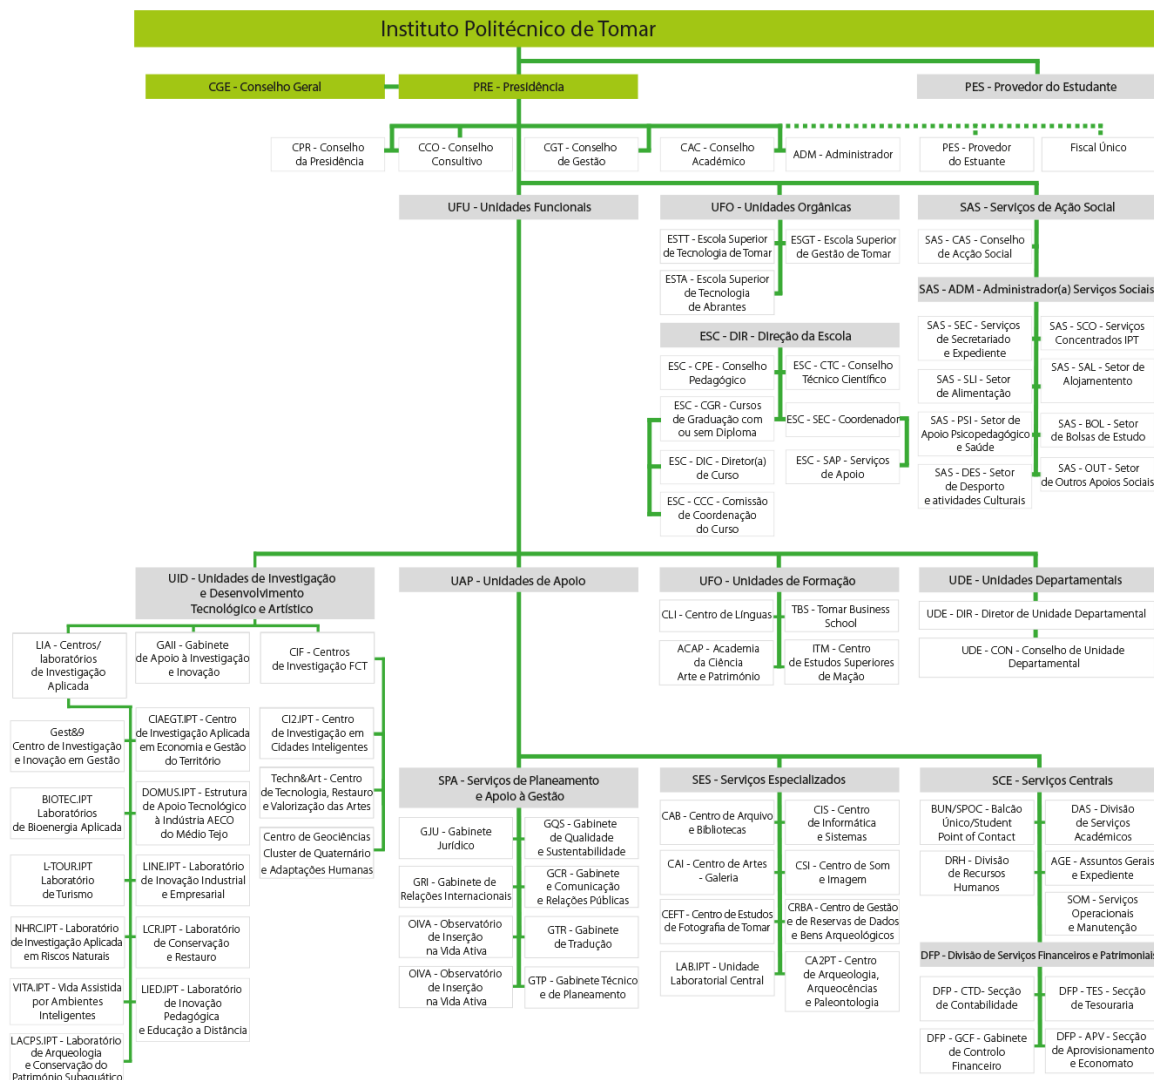 Instituto Politécnico de Tomar
CGE - Conselho Geral
PRE - Presidência
PES - Provedor do Estudante
CPR - Conselho
da Presidência
CCO - Conselho
Consultivo
CGT - Conselho
de Gestão
CAC - Conselho
Académico
ADM - Administrador
PES - Provedor
do Estuante
Fiscal Único
UFU - Unidades Funcionais
UFO - Unidades Orgânicas
SAS - Serviços de Ação Social
ESTT - Escola Superior
de Tecnologia de Tomar
ESGT - Escola Superior
de Gestão de Tomar
ESTA - Escola Superior
de Tecnologia
de Abrantes
SAS - CAS - Conselho
de Acção Social
SAS - ADM - Administrador(a) Serviços Sociais
ESC - DIR - Direção da Escola
ESC - CPE - Conselho
Pedagógico
ESC - CTC - Conselho
Técnico Científico
ESC - CGR - Cursos
de Graduação com
ou sem Diploma
ESC - SEC - Coordenador
ESC - DIC - Diretor(a)
de Curso
ESC - SAP - Serviços
de Apoio
ESC - CCC - Comissão
de Coordenação
do Curso
SAS - SEC - Serviços
de Secretariado
e Expediente
SAS - SCO - Serviços
Concentrados IPT
SAS - SLI - Setor
de Alimentação
SAS - SAL - Setor de
Alojamentento
SAS - PSI - Setor de
Apoio Psicopedagógico
e Saúde
SAS - BOL - Setor
de Bolsas de Estudo
SAS - DES - Setor
de Desporto
e atividades Culturais
SAS - OUT - Setor
de Outros Apoios Sociais
UID - Unidades de Investigação
e Desenvolvimento
Tecnológico e Artístico
UAP - Unidades de Apoio
UFO - Unidades de Formação
UDE - Unidades Departamentais
LIA - Centros/
laboratórios
de Investigação
Aplicada
GAII - Gabinete
de Apoio à Investigação
e Inovação
CIF - Centros
de Investigação FCT
CLI - Centro de Línguas
TBS - Tomar Business
School
ACAP - Academia
da Ciência
Arte e Património
ITM - Centro
de Estudos Superiores
de Mação
UDE - DIR - Diretor de Unidade Departamental
UDE - CON - Conselho de Unidade
Departamental
Gest&9
Centro de Investigação
e Inovação em Gestão
CIAEGT.IPT - Centro
de Investigação Aplicada
em Economia e Gestão
do Território
CI2.IPT - Centro
de Investigação em
Cidades Inteligentes
BIOTEC.IPT
Laboratórios
de Bioenergia Aplicada
DOMUS.IPT - Estrutura
de Apoio Tecnológico
à Indústria AECO
do Médio Tejo
Techn&Art - Centro
de Tecnologia, Restauro
e Valorização das Artes
L-TOUR.IPT
Laboratório
de Turismo
LINE.IPT - Laboratório
de Inovação Industrial
e Empresarial
Centro de Geociências
Cluster de Quaternário
e Adaptações Humanas
NHRC.IPT - Laboratório
de Investigação Aplicada
em Riscos Naturais
LCR.IPT - Laboratório
de Conservação
e Restauro
VITA.IPT - Vida Assistida
por Ambientes
Inteligentes
LIED.IPT - Laboratório
de Inovação
Pedagógica
e Educação a Distância
LACPS.IPT - Laboratório
de Arqueologia
e Conservação do
Património Subaquático
SPA - Serviços de Planeamento
e Apoio à Gestão
SES - Serviços Especializados
SCE - Serviços Centrais
GJU - Gabinete
Jurídico
GQS - Gabinete
de Qualidade
e Sustentabilidade
GRI - Gabinete de
Relações Internacionais
GCR - Gabinete
e Comunicação
e Relações Públicas
OIVA - Observatório
de Inserção
na Vida Ativa
GTR - Gabinete
de Tradução
OIVA - Observatório
de Inserção
na Vida Ativa
GTP - Gabinete Técnico
e de Planeamento
CAB - Centro de Arquivo
e Bibliotecas
CIS - Centro
de Informática
e Sistemas
CAI - Centro de Artes
- Galeria
CSI - Centro de Som
e Imagem
CEFT - Centro de Estudos
de Fotografia de Tomar
CRBA - Centro de Gestão
e de Reservas de Dados
e Bens Arqueológicos
LAB.IPT - Unidade
Laboratorial Central
CA2PT - Centro
de Arqueologia,
Arqueocências
e Paleontologia
BUN/SPOC - Balcão
Único/Student
Point of Contact
DAS - Divisão
de Serviços
Académicos
DRH - Divisão
de Recursos
Humanos
AGE - Assuntos Gerais
e Expediente
SOM - Serviços
Operacionais
e Manutenção
DFP - Divisão de Serviços Financeiros e Patrimoniais
DFP - CTD- Secção
de Contabilidade
DFP - TES - Secção
de Tesouraria
DFP - GCF - Gabinete
de Controlo
Financeiro
DFP - APV - Secção
de Aprovisionamento
e Economato